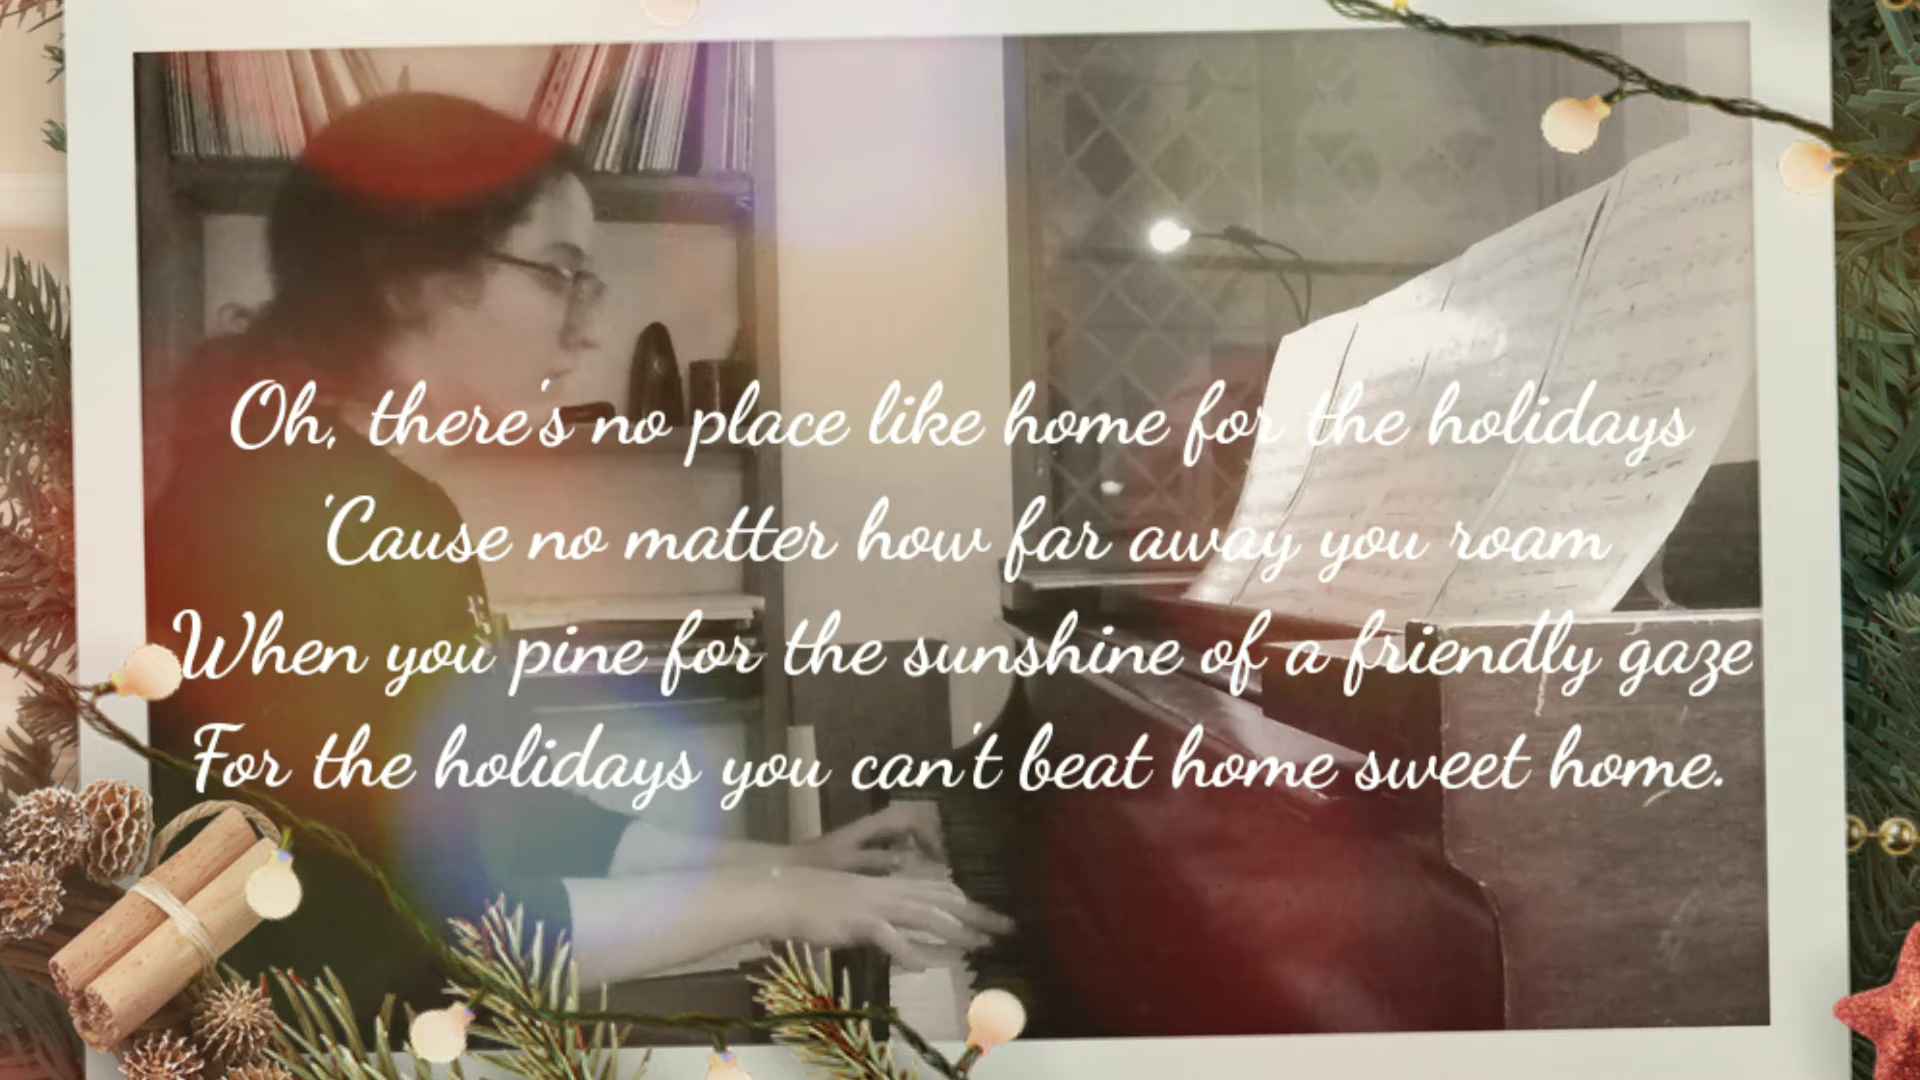 Oh, there's no place like home for the holidays
'Cause no matter how far away you roam
When you pine for the sunshine of a friendly gaze
For the holidays you can't beat home sweet home.